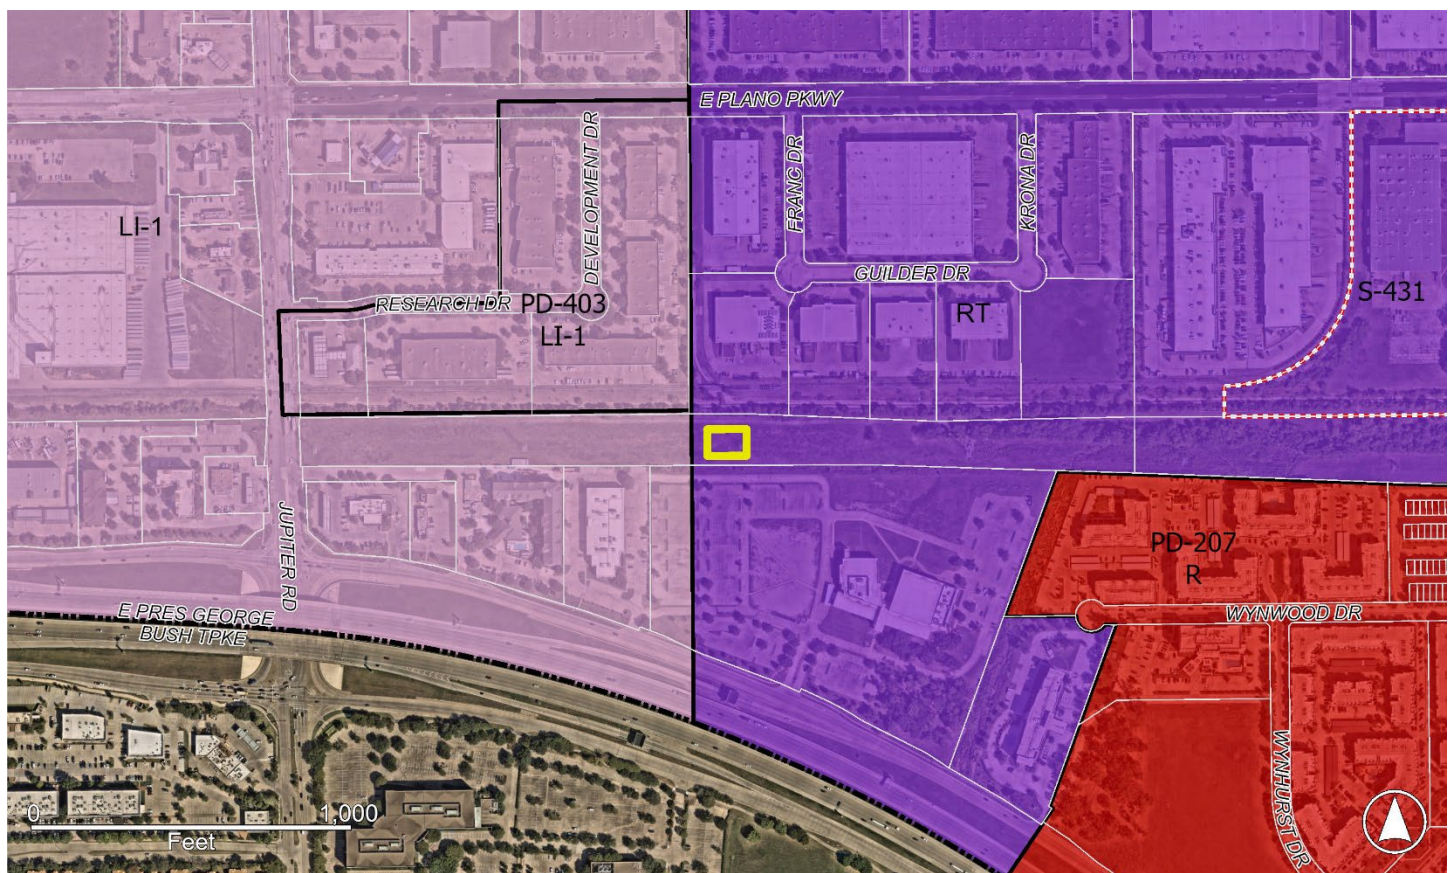 E PLANO PKWY
DEVELOPMENT DR
FRANC DR
KRONA DR
LI-1
GUILDER DR
RESEARCH DR
PD-403
LI-1
RT
S-431
JUPITER RD
PD-207
R
E PRES GEORGE
BUSH TPKE
WYNWOOD DR
WYNHURST DR
0 1,000
Feet